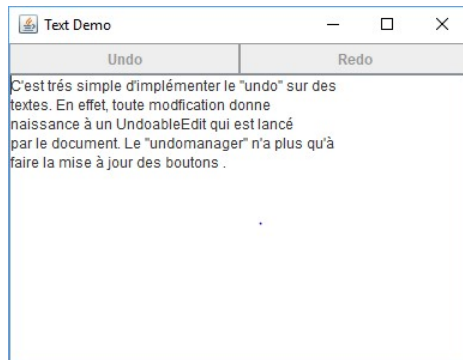 Text Demo
Undo Redo
C'est trés simple d'implémenter le "undo" sur des
textes. En effet, toute modfication donne
naissance à un UndoableEdit qui est lancé
par le document. Le "undomanager" n'a plus qu'à
faire la mise à jour des boutons .